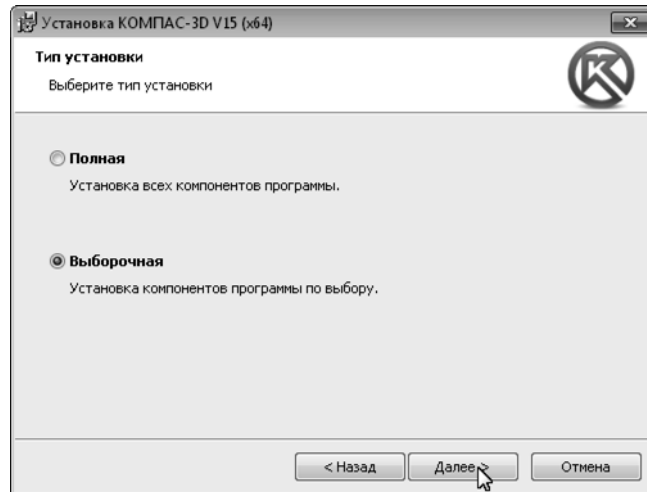 Установка КОМПАС-3D V15 (x64)
Тип установки
Выберите тип установки
Полная
Установка всех компонентов программы.
Выборочная
Установка компонентов программы по выбору.
< Назад
Далее >
Отмена